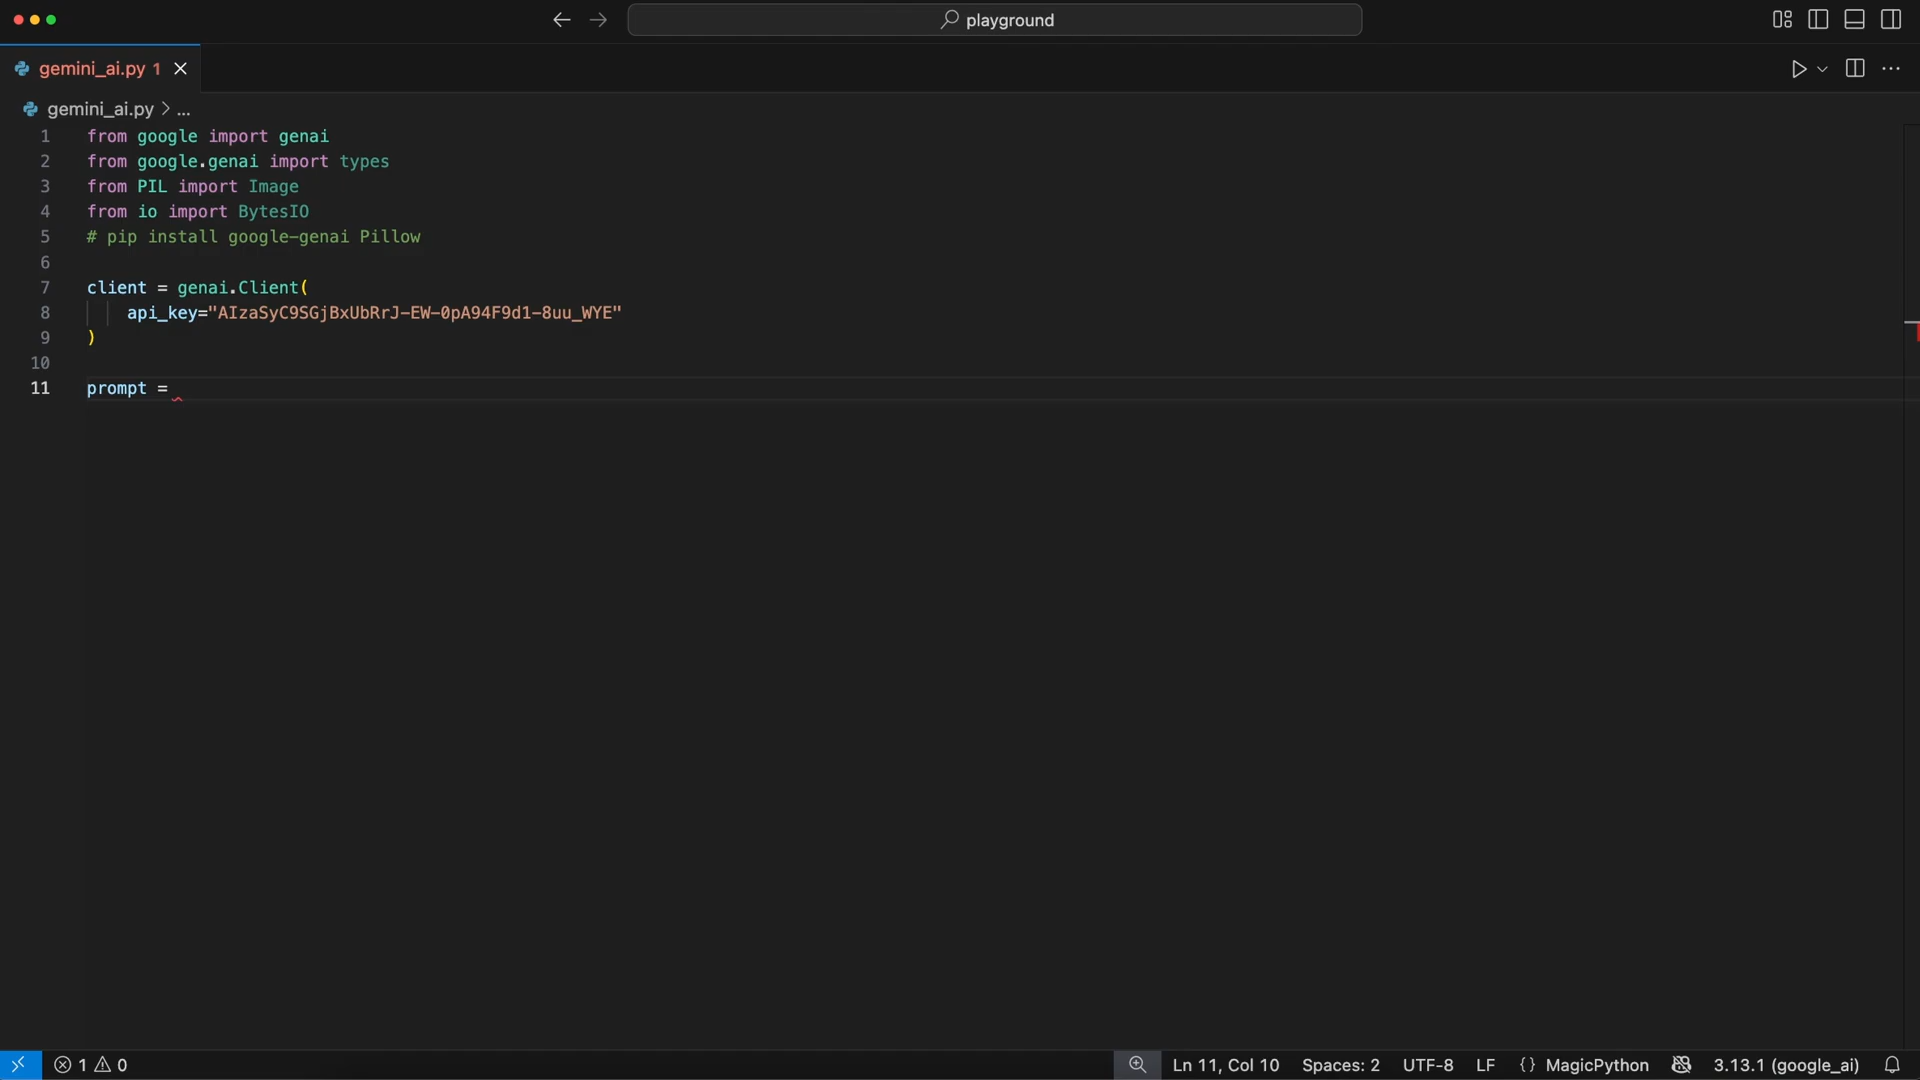 playground
gemini_ai.py 1
gemini_ai.py > ...
1 from google import genai
2 from google.genai import types
3 from PIL import Image
4 from io import BytesIO
5 # pip install google-genai Pillow
6
7 client = genai.Client(
8 api_key="AIzaSyC9SGjBxUbRrJ-EW-0pA94F9d1-8uu_WYE"
9 )
10
11 prompt =
1 0 Ln 11, Col 10 Spaces: 2 UTF-8 LF {} MagicPython 3.13.1 (google_ai)